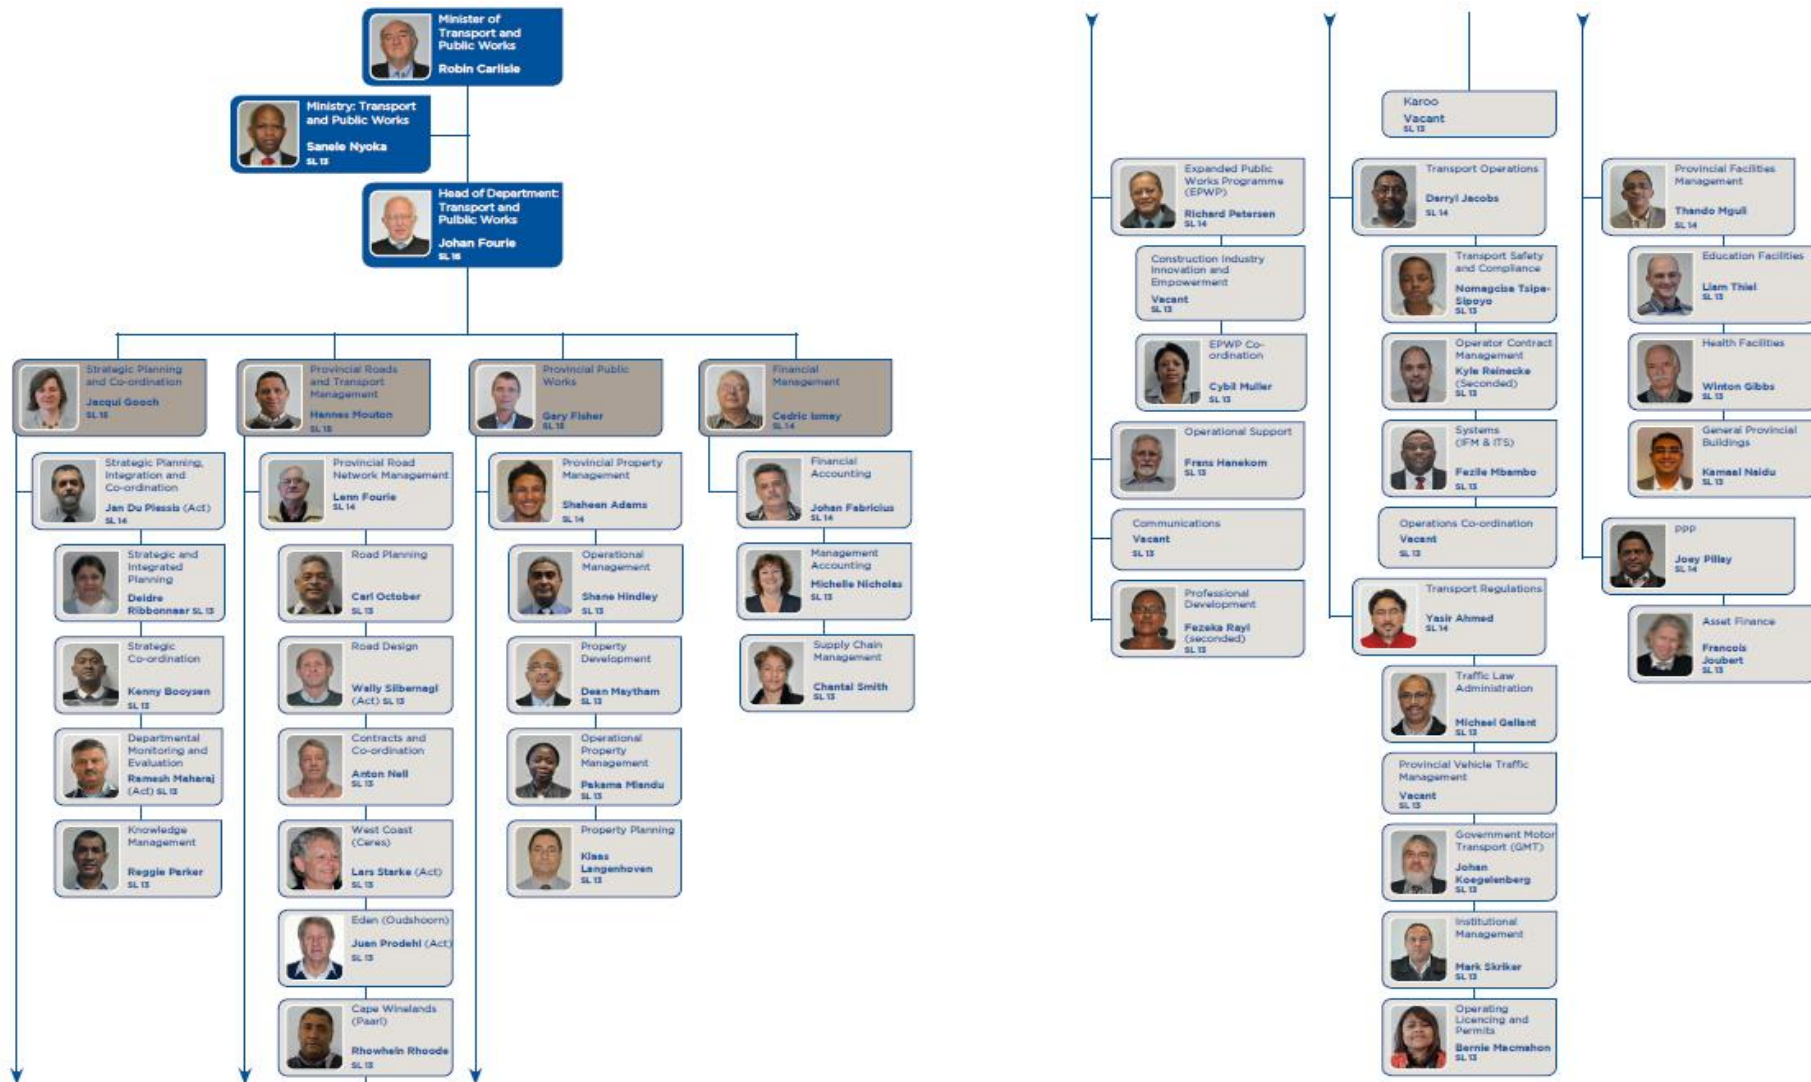 Minister of
Transport and
Public Works
Robin Carlisle
Ministry: Transport
and Public Works
Sanele Nyoka
SL 13
Head of Department:
Transport and
Pulblic Works
Johan Fourie
SL 16
Strategic Planning
and Co-ordination
Jacqui Gooch
SL 15
Strategic Planning,
Integration and
Co-ordination
Jan Du Plessis (Act)
SL 14
Strategic and
Integrated
Planning
Deidre
Ribbonnaar SL 13
Strategic
Co-ordination
Kenny Booysen
SL 13
Departmental
Monitoring and
Evaluation
Ramesh Maharaj
(Act) SL 13
Knowledge
Management
Reggie Parker
SL 13
Provincial Roads
and Transport
Management
Hannes Mouton
SL 15
Provincial Road
Network Management
Lenn Fourie
SL 14
Road Planning
Carl October
SL 13
Road Design
Wally Silbernagl
(Act) SL 13
Contracts and
Co-ordination
Anton Nell
SL 13
West Coast
(Ceres)
Lars Starke (Act)
SL 13
Eden (Oudshoorn)
Juan Prodehl (Act)
SL 13
Cape Winelands
(Paarl)
Rhowhein Rhoode
SL 13
Provincial Public
Works
Gary Fisher
SL 15
Provincial Property
Management
Shaheen Adams
SL 14
Operational
Management
Shane Hindley
SL 13
Property
Development
Dean Maytham
SL 13
Operational
Property
Management
Pakama Mlandu
SL 13
Property Planning
Klaas
Langenhoven
SL 13
Financial
Management
Cedric Ismay
SL 14
Financial
Accounting
Johan Fabricius
SL 14
Management
Accounting
Michelle Nicholas
SL 13
Supply Chain
Management
Chantal Smith
SL 13
Expanded Public
Works Programme
(EPWP)
Richard Petersen
SL 14
Construction Industry
Innovation and
Empowerment
Vacant
SL 13
EPWP Co-
ordination
Cybil Muller
SL 13
Operational Support
Frans Hanekom
SL 13
Communications
Vacant
SL 13
Professional
Development
Fezeka Rayi
(seconded)
SL 13
Karoo
Vacant
SL 13
Transport Operations
Darryl Jacobs
SL 14
Transport Safety
and Compliance
Nomagcisa Tsipa-
Sipoyo
SL 13
Operator Contract
Management
Kyle Reinecke
(Seconded)
SL 13
Systems
(IFM & ITS)
Fezile Mbambo
SL 13
Operations Co-ordination
Vacant
SL 13
Transport Regulations
Yasir Ahmed
SL 14
Traffic Law
Administration
Michael Gallant
SL 13
Provincial Vehicle Traffic
Management
Vacant
SL 13
Government Motor
Transport (GMT)
Johan
Koegelenberg
SL 13
Institutional
Management
Mark Skriker
SL 13
Operating
Licencing and
Permits
Bernie Macmahon
SL 13
Provincial Facilities
Management
Thando Mguli
SL 14
Education Facilities
Liam Thiel
SL 13
Health Facilities
Winton Gibbs
SL 13
General Provincial
Buildings
Kamaal Naidu
SL 13
PPP
Joey Pillay
SL 14
Asset Finance
Francois
Joubert
SL 13